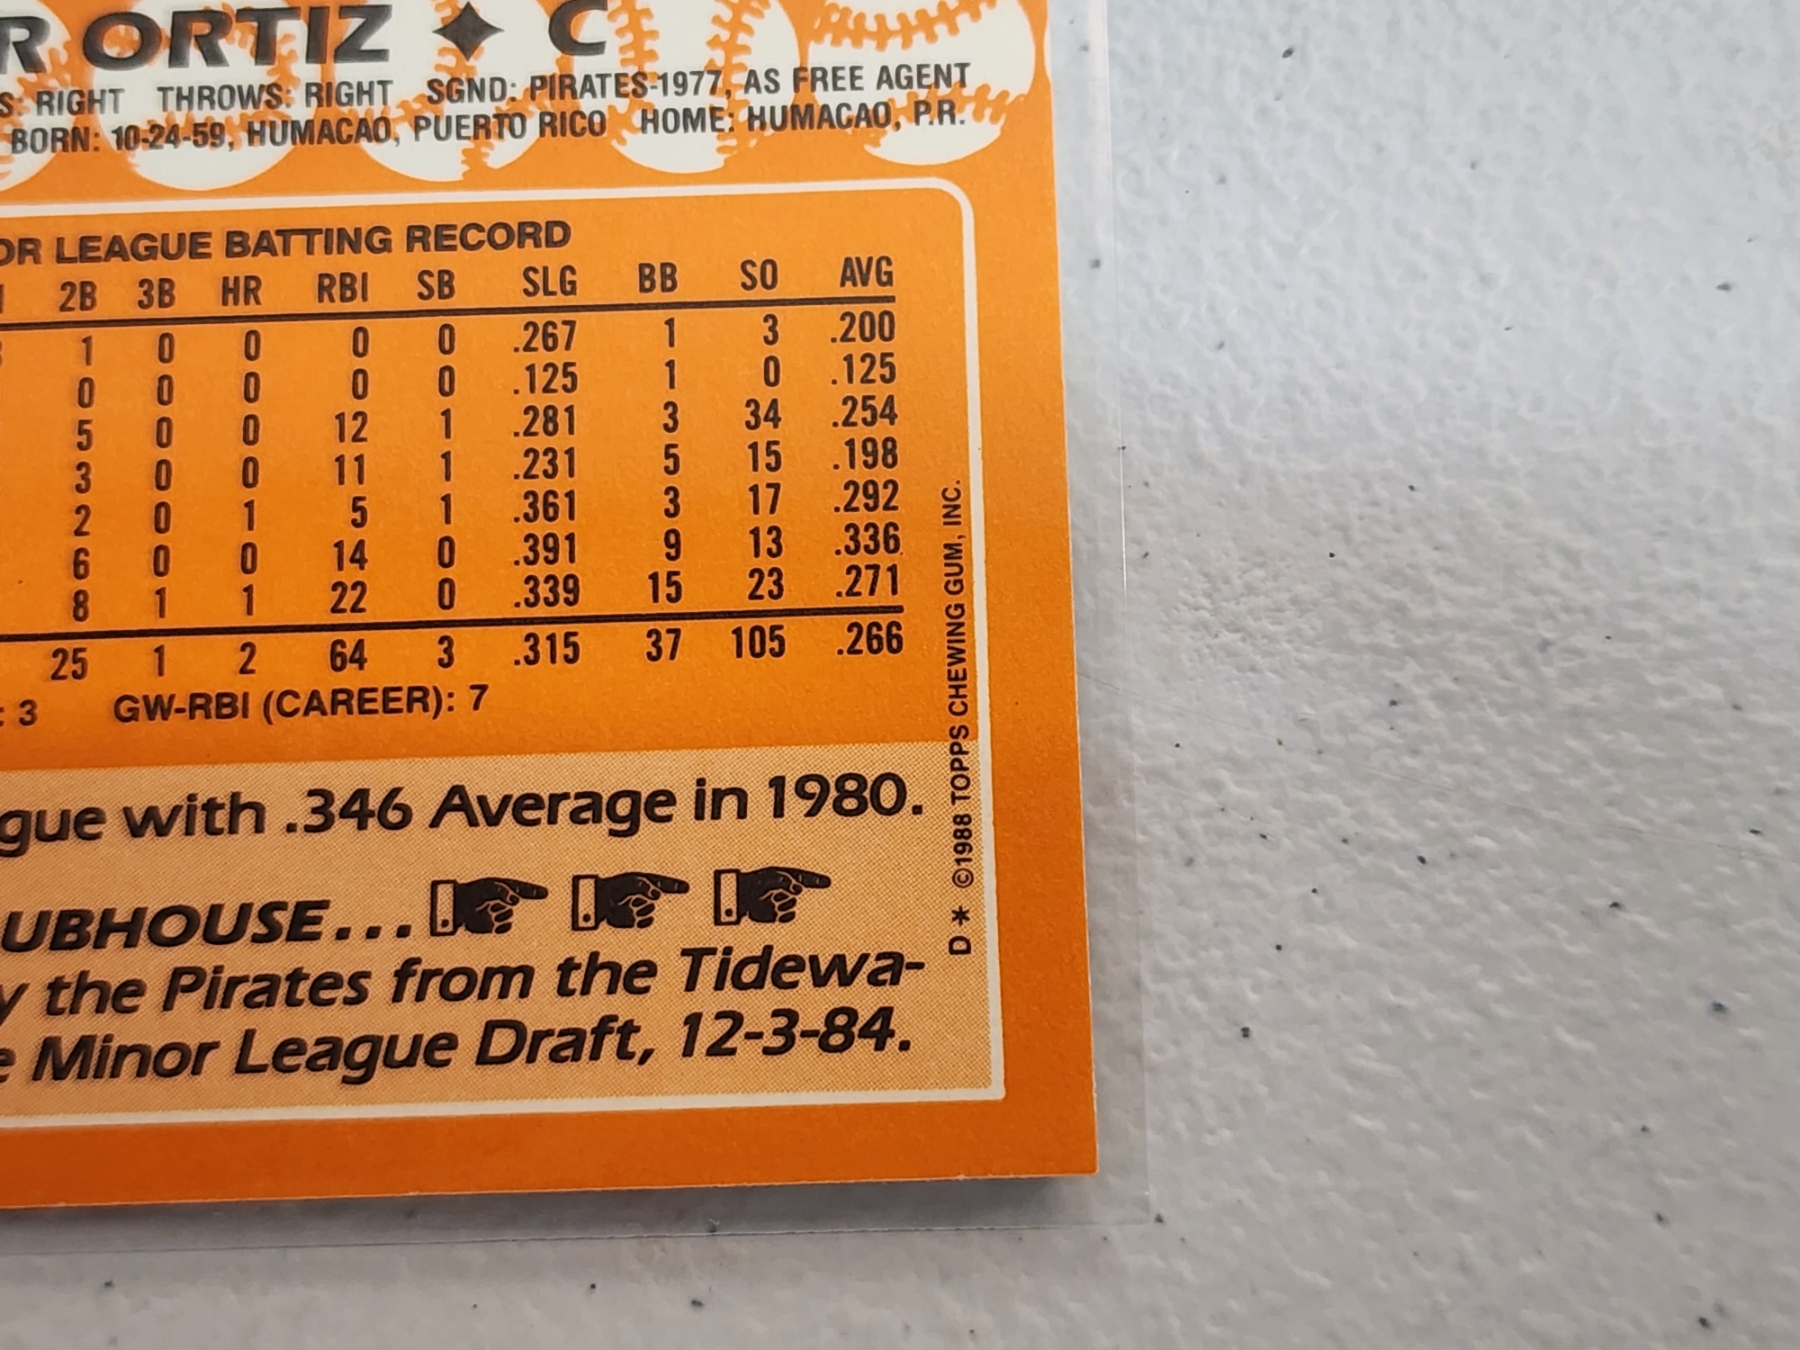 R ORTIZ ✦ C
S: RIGHT THROWS: RIGHT SGND: PIRATES-1977, AS FREE AGENT
BORN: 10-24-59, HUMACAO, PUERTO RICO HOME: HUMACAO, P.R.
OR LEAGUE BATTING RECORD
2B 3B HR RBI SB SLG BB SO AVG
1 0 0 0 0 .267 1 3 .200
0 0 0 0 0 .125 1 0 .125
5 0 0 12 1 .281 3 34 .254
3 0 0 11 1 .231 5 15 .198
2 0 1 5 1 .361 3 17 .292
6 0 0 14 0 .391 9 13 .336
8 1 1 22 0 .339 15 23 .271
25 1 2 64 3 .315 37 105 .266
: 3 GW-RBI (CAREER): 7
gue with .346 Average in 1980.
UBHOUSE...
y the Pirates from the Tidewa-
e Minor League Draft, 12-3-84.
D* ©1988 TOPPS CHEWING GUM, INC.